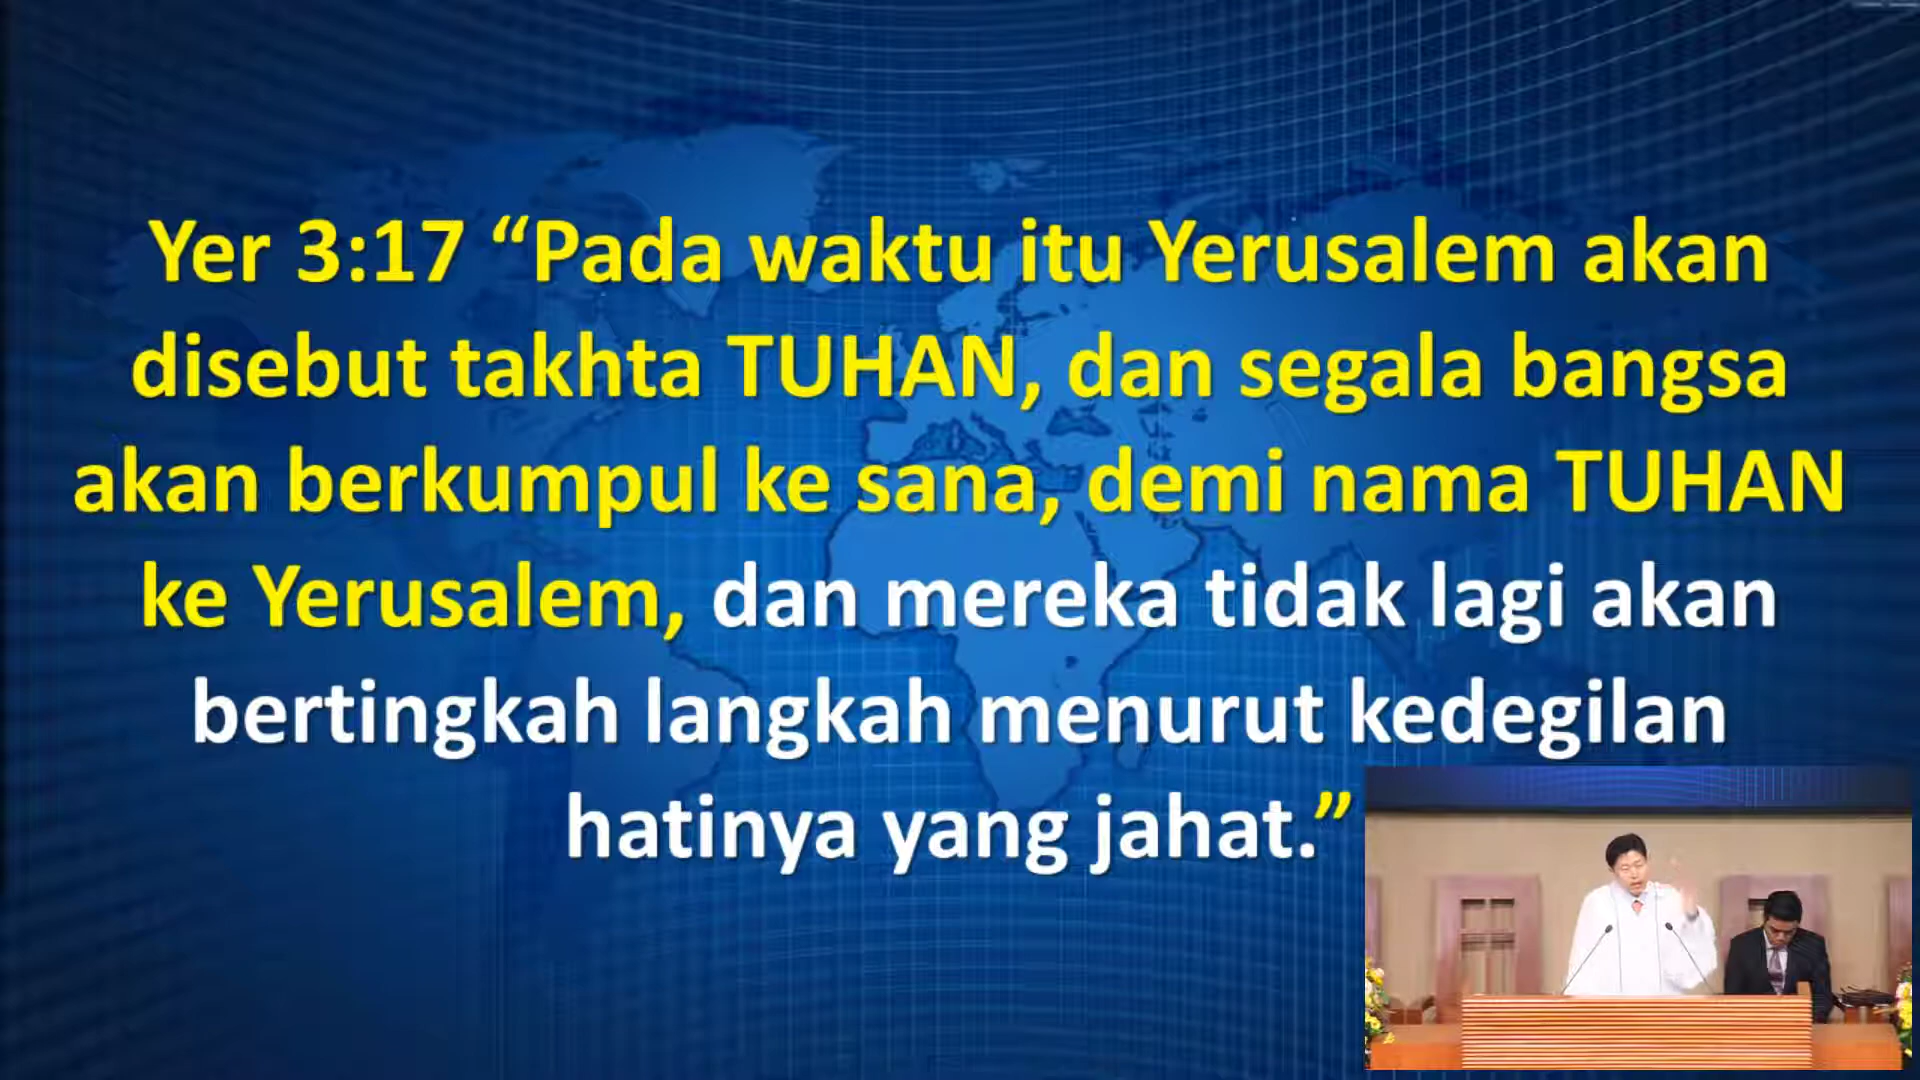 Yer 3:17 “Pada waktu itu Yerusalem akan
disebut takhta TUHAN, dan segala bangsa
akan berkumpul ke sana, demi nama TUHAN
ke Yerusalem, dan mereka tidak lagi akan
bertingkah langkah menurut kedegilan
hatinya yang jahat.”